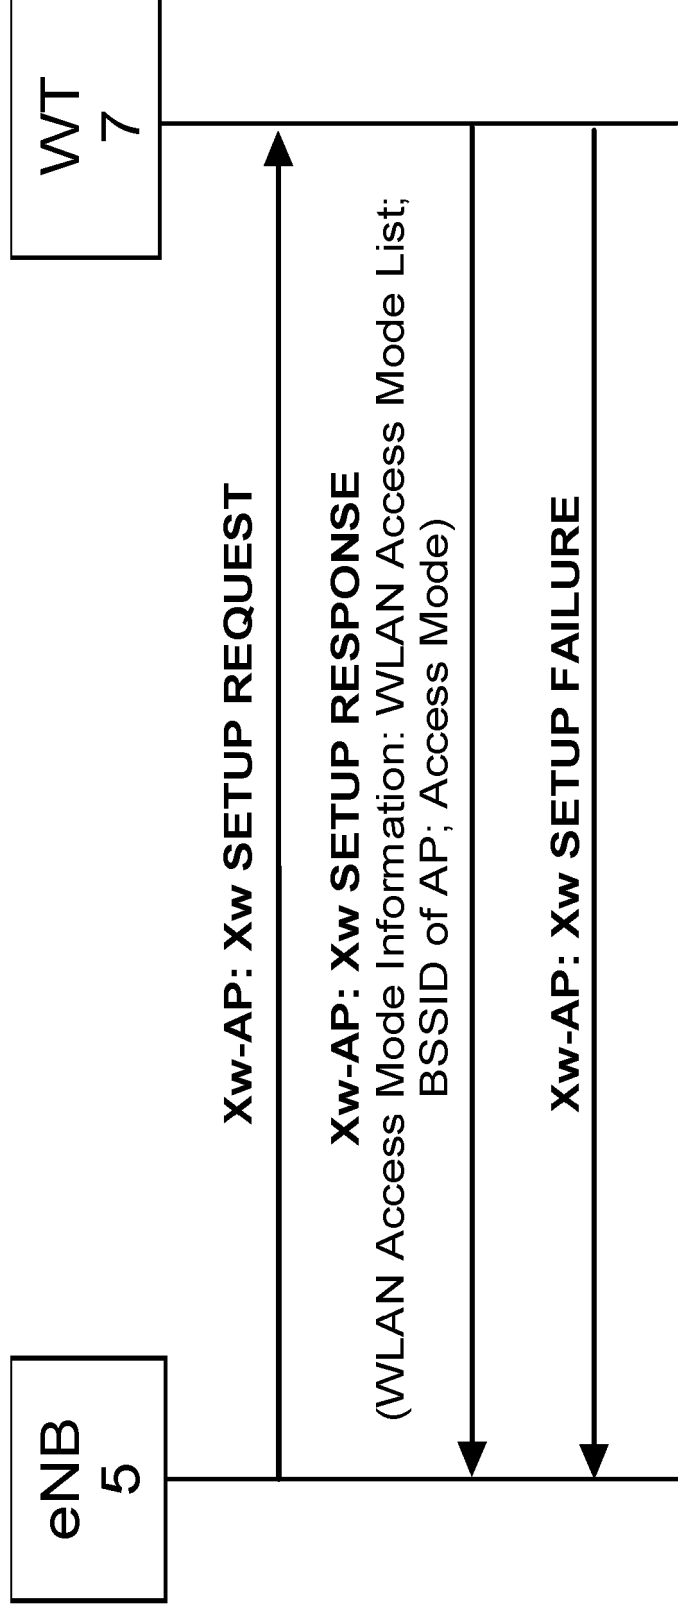 eNB
5
WT
7
Xw-AP: Xw SETUP REQUEST
Xw-AP: Xw SETUP RESPONSE
(WLAN Access Mode Information: WLAN Access Mode List;
BSSID of AP; Access Mode)
Xw-AP: Xw SETUP FAILURE